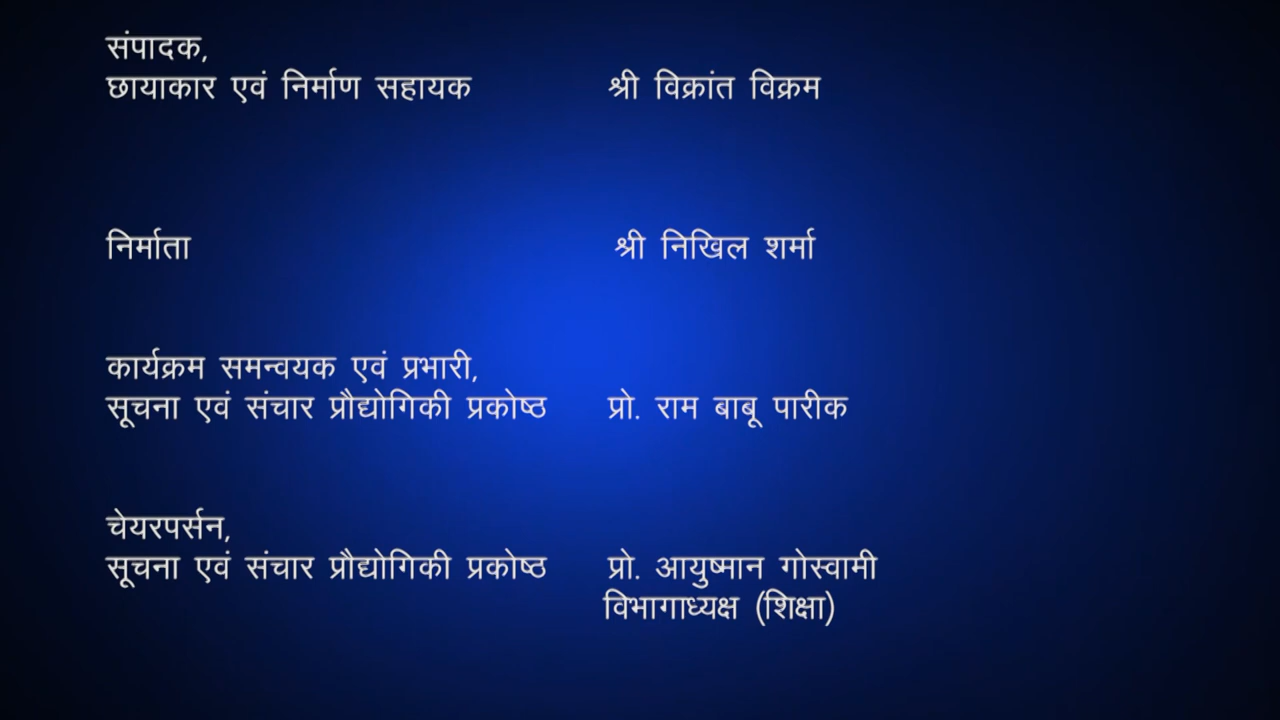 संपादक,
छायाकार एवं निर्माण सहायक श्री विक्रांत विक्रम
निर्माता श्री निखिल शर्मा
कार्यक्रम समन्वयक एवं प्रभारी,
सूचना एवं संचार प्रौद्योगिकी प्रकोष्ठ प्रो. राम बाबू पारीक
चेयरपर्सन,
सूचना एवं संचार प्रौद्योगिकी प्रकोष्ठ प्रो. आयुष्मान गोस्वामी
विभागाध्यक्ष (शिक्षा)